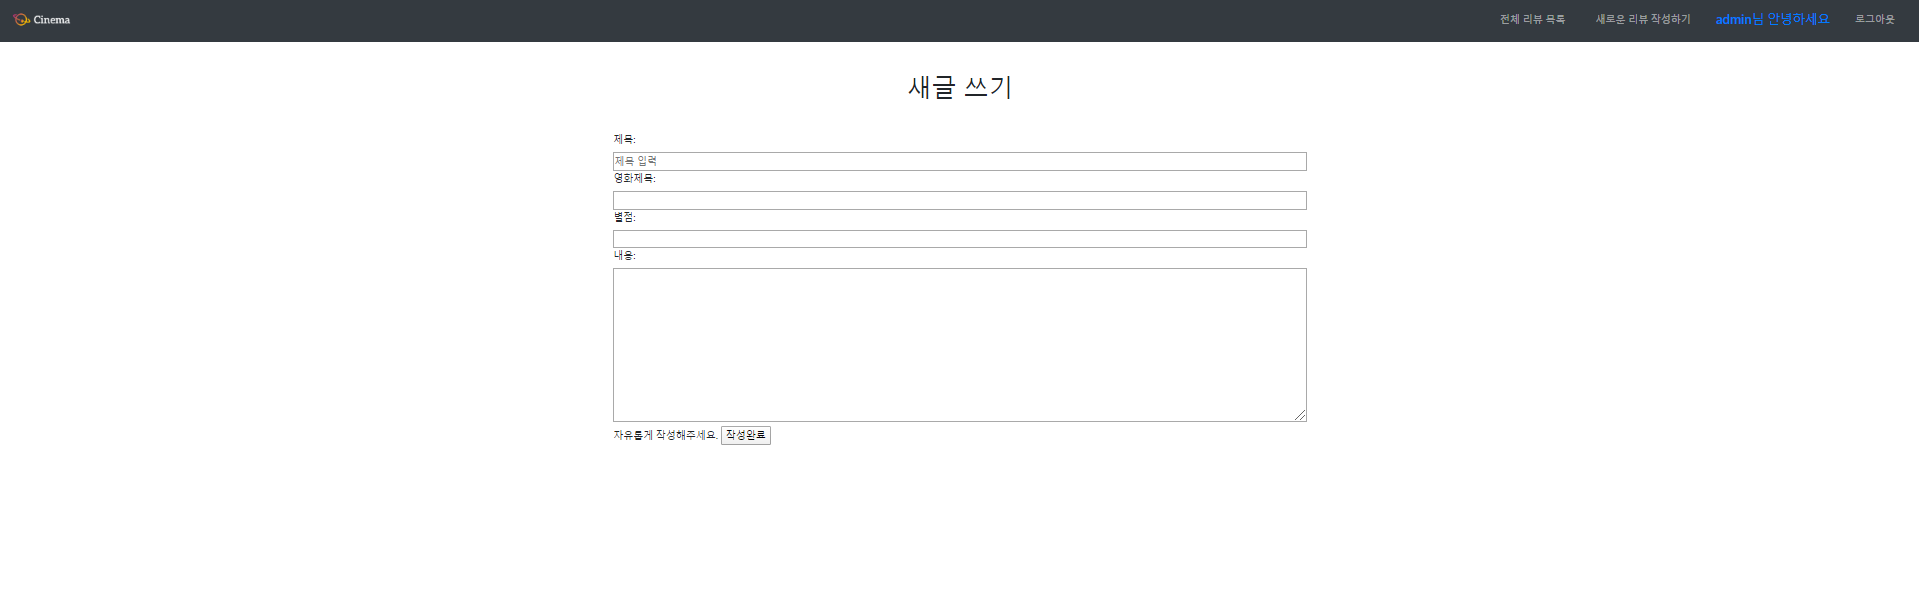 Cinema 전체 리뷰 목록 새로운 리뷰 작성하기 admin님 안녕하세요 로그아웃
새글 쓰기
제목:
제목 입력
영화제목:
별점:
내용:
자유롭게 작성해주세요. 작성완료